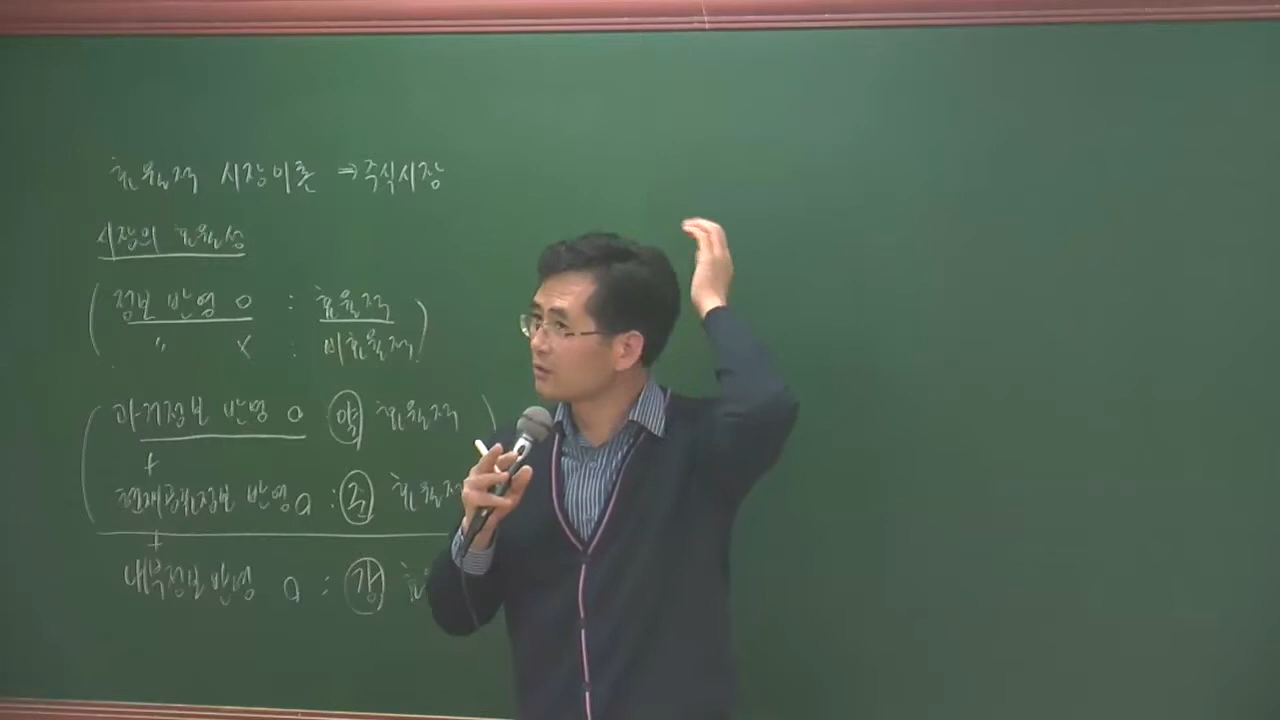 효율적 시장이론 ⇒ 주식시장
시장의 효율성
( 정보 반영 O : 효율적 )
( 〃 X : 비효율적 )
( 과거정보 반영 O 약 효율적 )
+
현재공개정보 반영 O : 준 효율적
+
내부정보 반영 O : 강 효